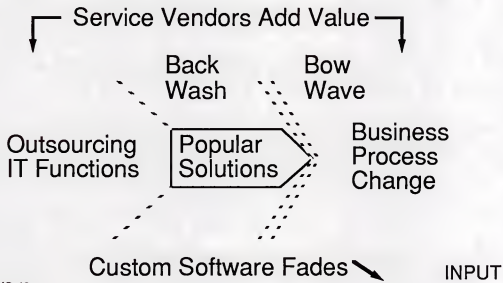 Service Vendors Add Value
Back
Wash
Bow
Wave
Outsourcing
IT Functions
Popular
Solutions
Business
Process
Change
Custom Software Fades
INPUT